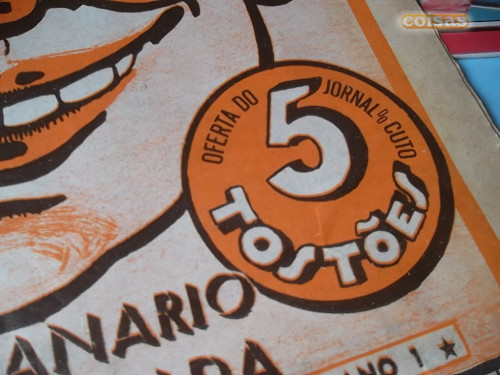 coisas
OFERTA DO JORNAL do CUTO
5
TOSTÕES
ANARIO
ANO 1